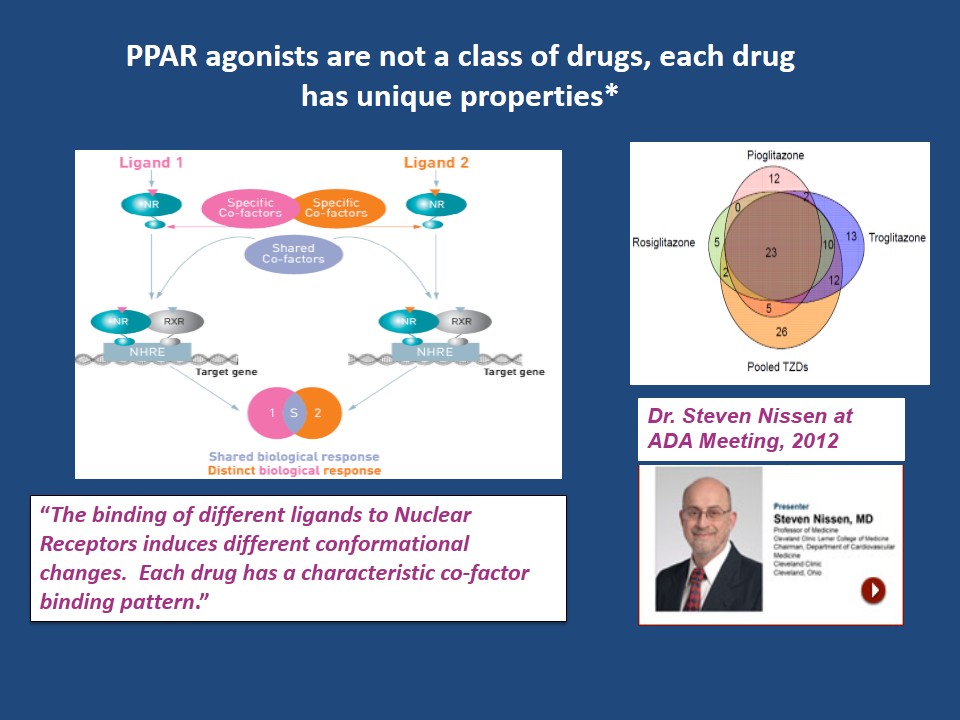 PPAR agonists are not a class of drugs, each drug
has unique properties*
Ligand 1
Ligand 2
NR
Specific
Co-factors
Specific
Co-factors
NR
Shared
Co-factors
NR
RXR
NHRE
Target gene
NR
RXR
NHRE
Target gene
1
S
2
Shared biological response
Distinct biological response
Pioglitazone
12
2
0
Rosiglitazone
5
23
10
13
Troglitazone
2
12
5
26
Pooled TZDs
Dr. Steven Nissen at
ADA Meeting, 2012
“The binding of different ligands to Nuclear
Receptors induces different conformational
changes.  Each drug has a characteristic co-factor
binding pattern.”
Presenter
Steven Nissen, MD
Professor of Medicine
Cleveland Clinic Lerner College of Medicine
Chairman, Department of Cardiovascular
Medicine
Cleveland Clinic
Cleveland, Ohio